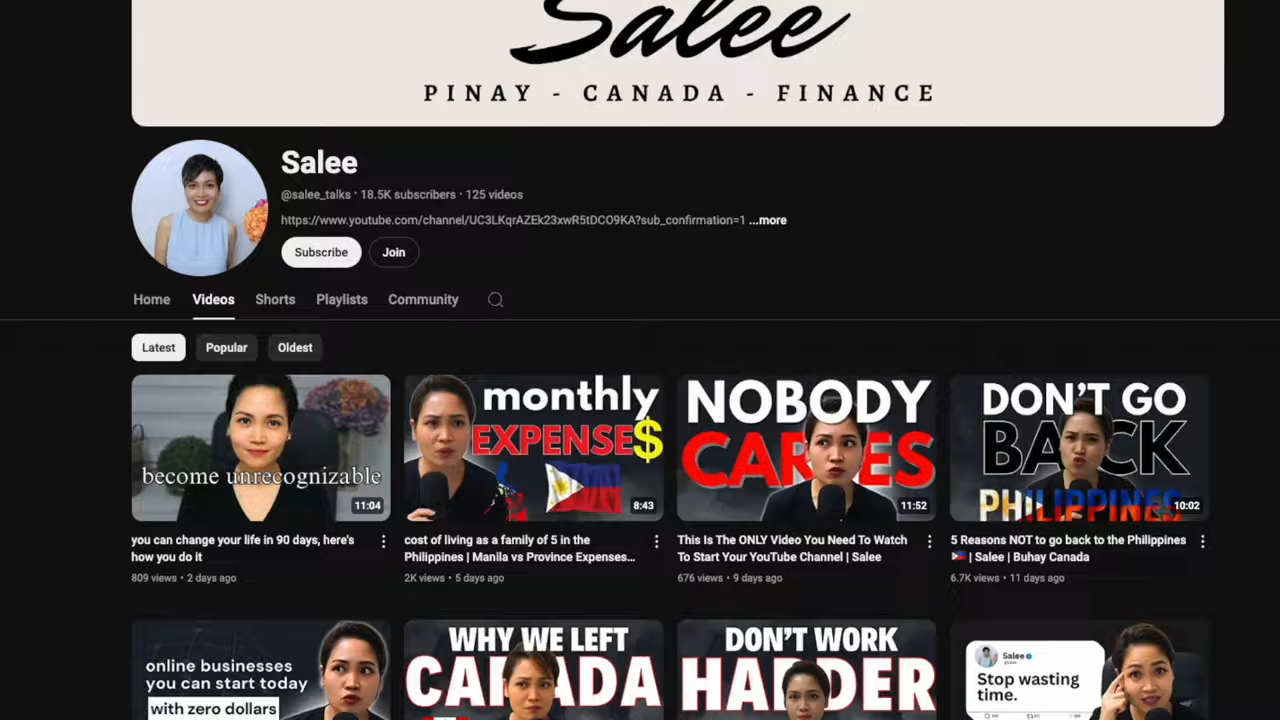 Salee
PINAY - CANADA - FINANCE
Salee
@salee_talks · 18.5K subscribers · 125 videos
https://www.youtube.com/channel/UC3LKqrAZEk23xwR5tDCO9KA?sub_confirmation=1 ...more
Subscribe
Join
Home
Videos
Shorts
Playlists
Community
Latest
Popular
Oldest
become unrecognizable
11:04
you can change your life in 90 days, here's
how you do it
809 views • 2 days ago
monthly
EXPENSE$
8:43
cost of living as a family of 5 in the
Philippines | Manila vs Province Expenses...
2K views • 5 days ago
NOBODY
CARES
11:52
This Is The ONLY Video You Need To Watch
To Start Your YouTube Channel | Salee
676 views • 9 days ago
DON'T GO
BACK
PHILIPPINES
10:02
5 Reasons NOT to go back to the Philippines
🇵🇭 | Salee | Buhay Canada
6.7K views • 11 days ago
online businesses
you can start today
with zero dollars
WHY WE LEFT
CANADA
DON'T WORK
HARDER
Salee
Stop wasting
time.